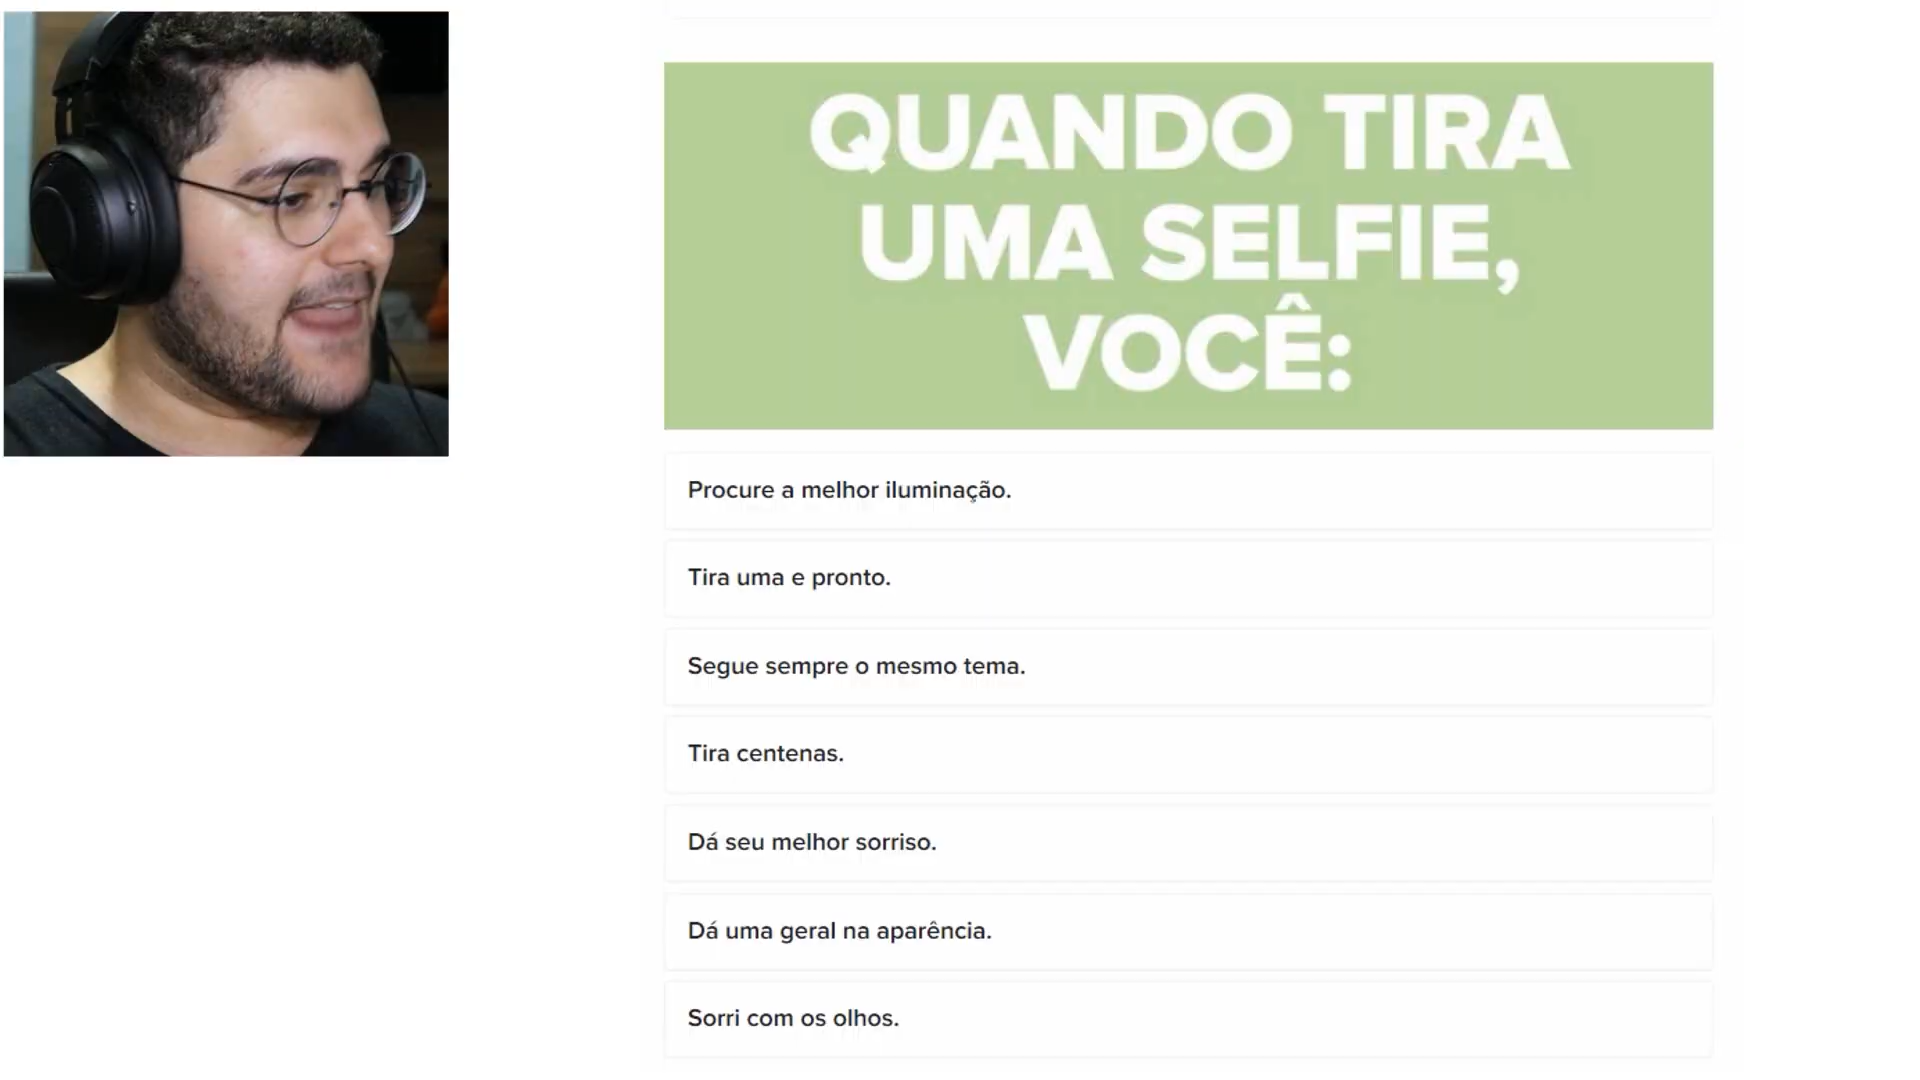 QUANDO TIRA
UMA SELFIE,
VOCÊ:
Procure a melhor iluminação.
Tira uma e pronto.
Segue sempre o mesmo tema.
Tira centenas.
Dá seu melhor sorriso.
Dá uma geral na aparência.
Sorri com os olhos.